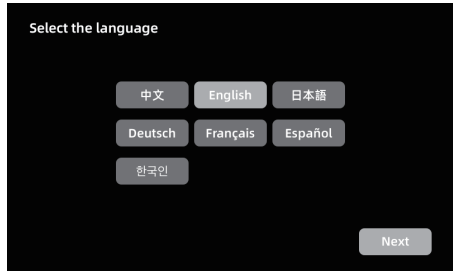 Select the language
中文 English 日本語
Deutsch Français Español
한국인
Next